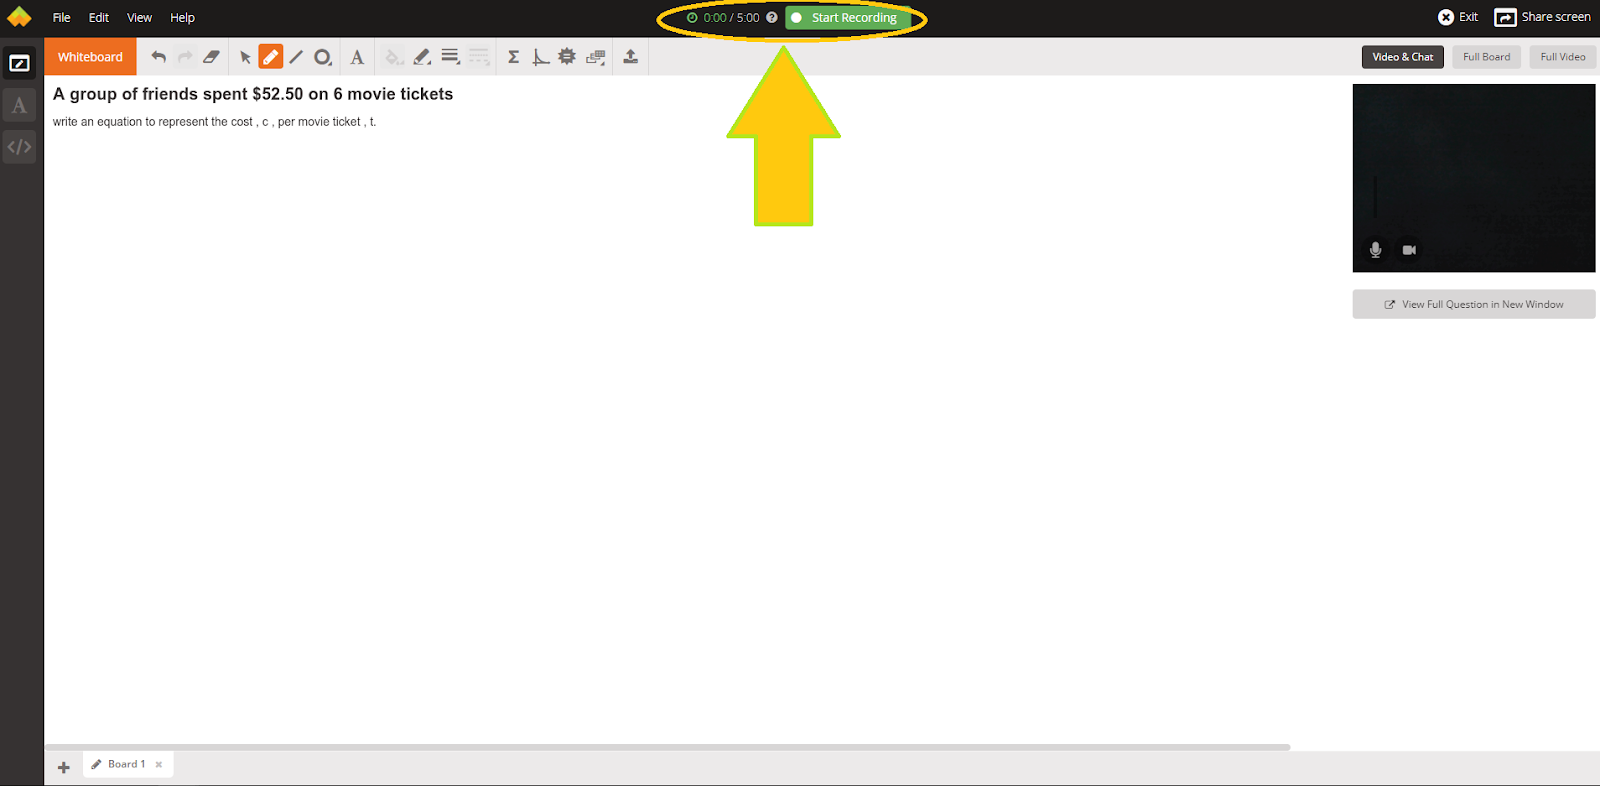 File Edit View Help
0:00 / 5:00 ? Start Recording
Exit Share screen
Whiteboard
A
Σ
Video & Chat Full Board Full Video
A
</>
A group of friends spent $52.50 on 6 movie tickets
write an equation to represent the cost , c , per movie ticket , t.
View Full Question in New Window
+ Board 1 ×